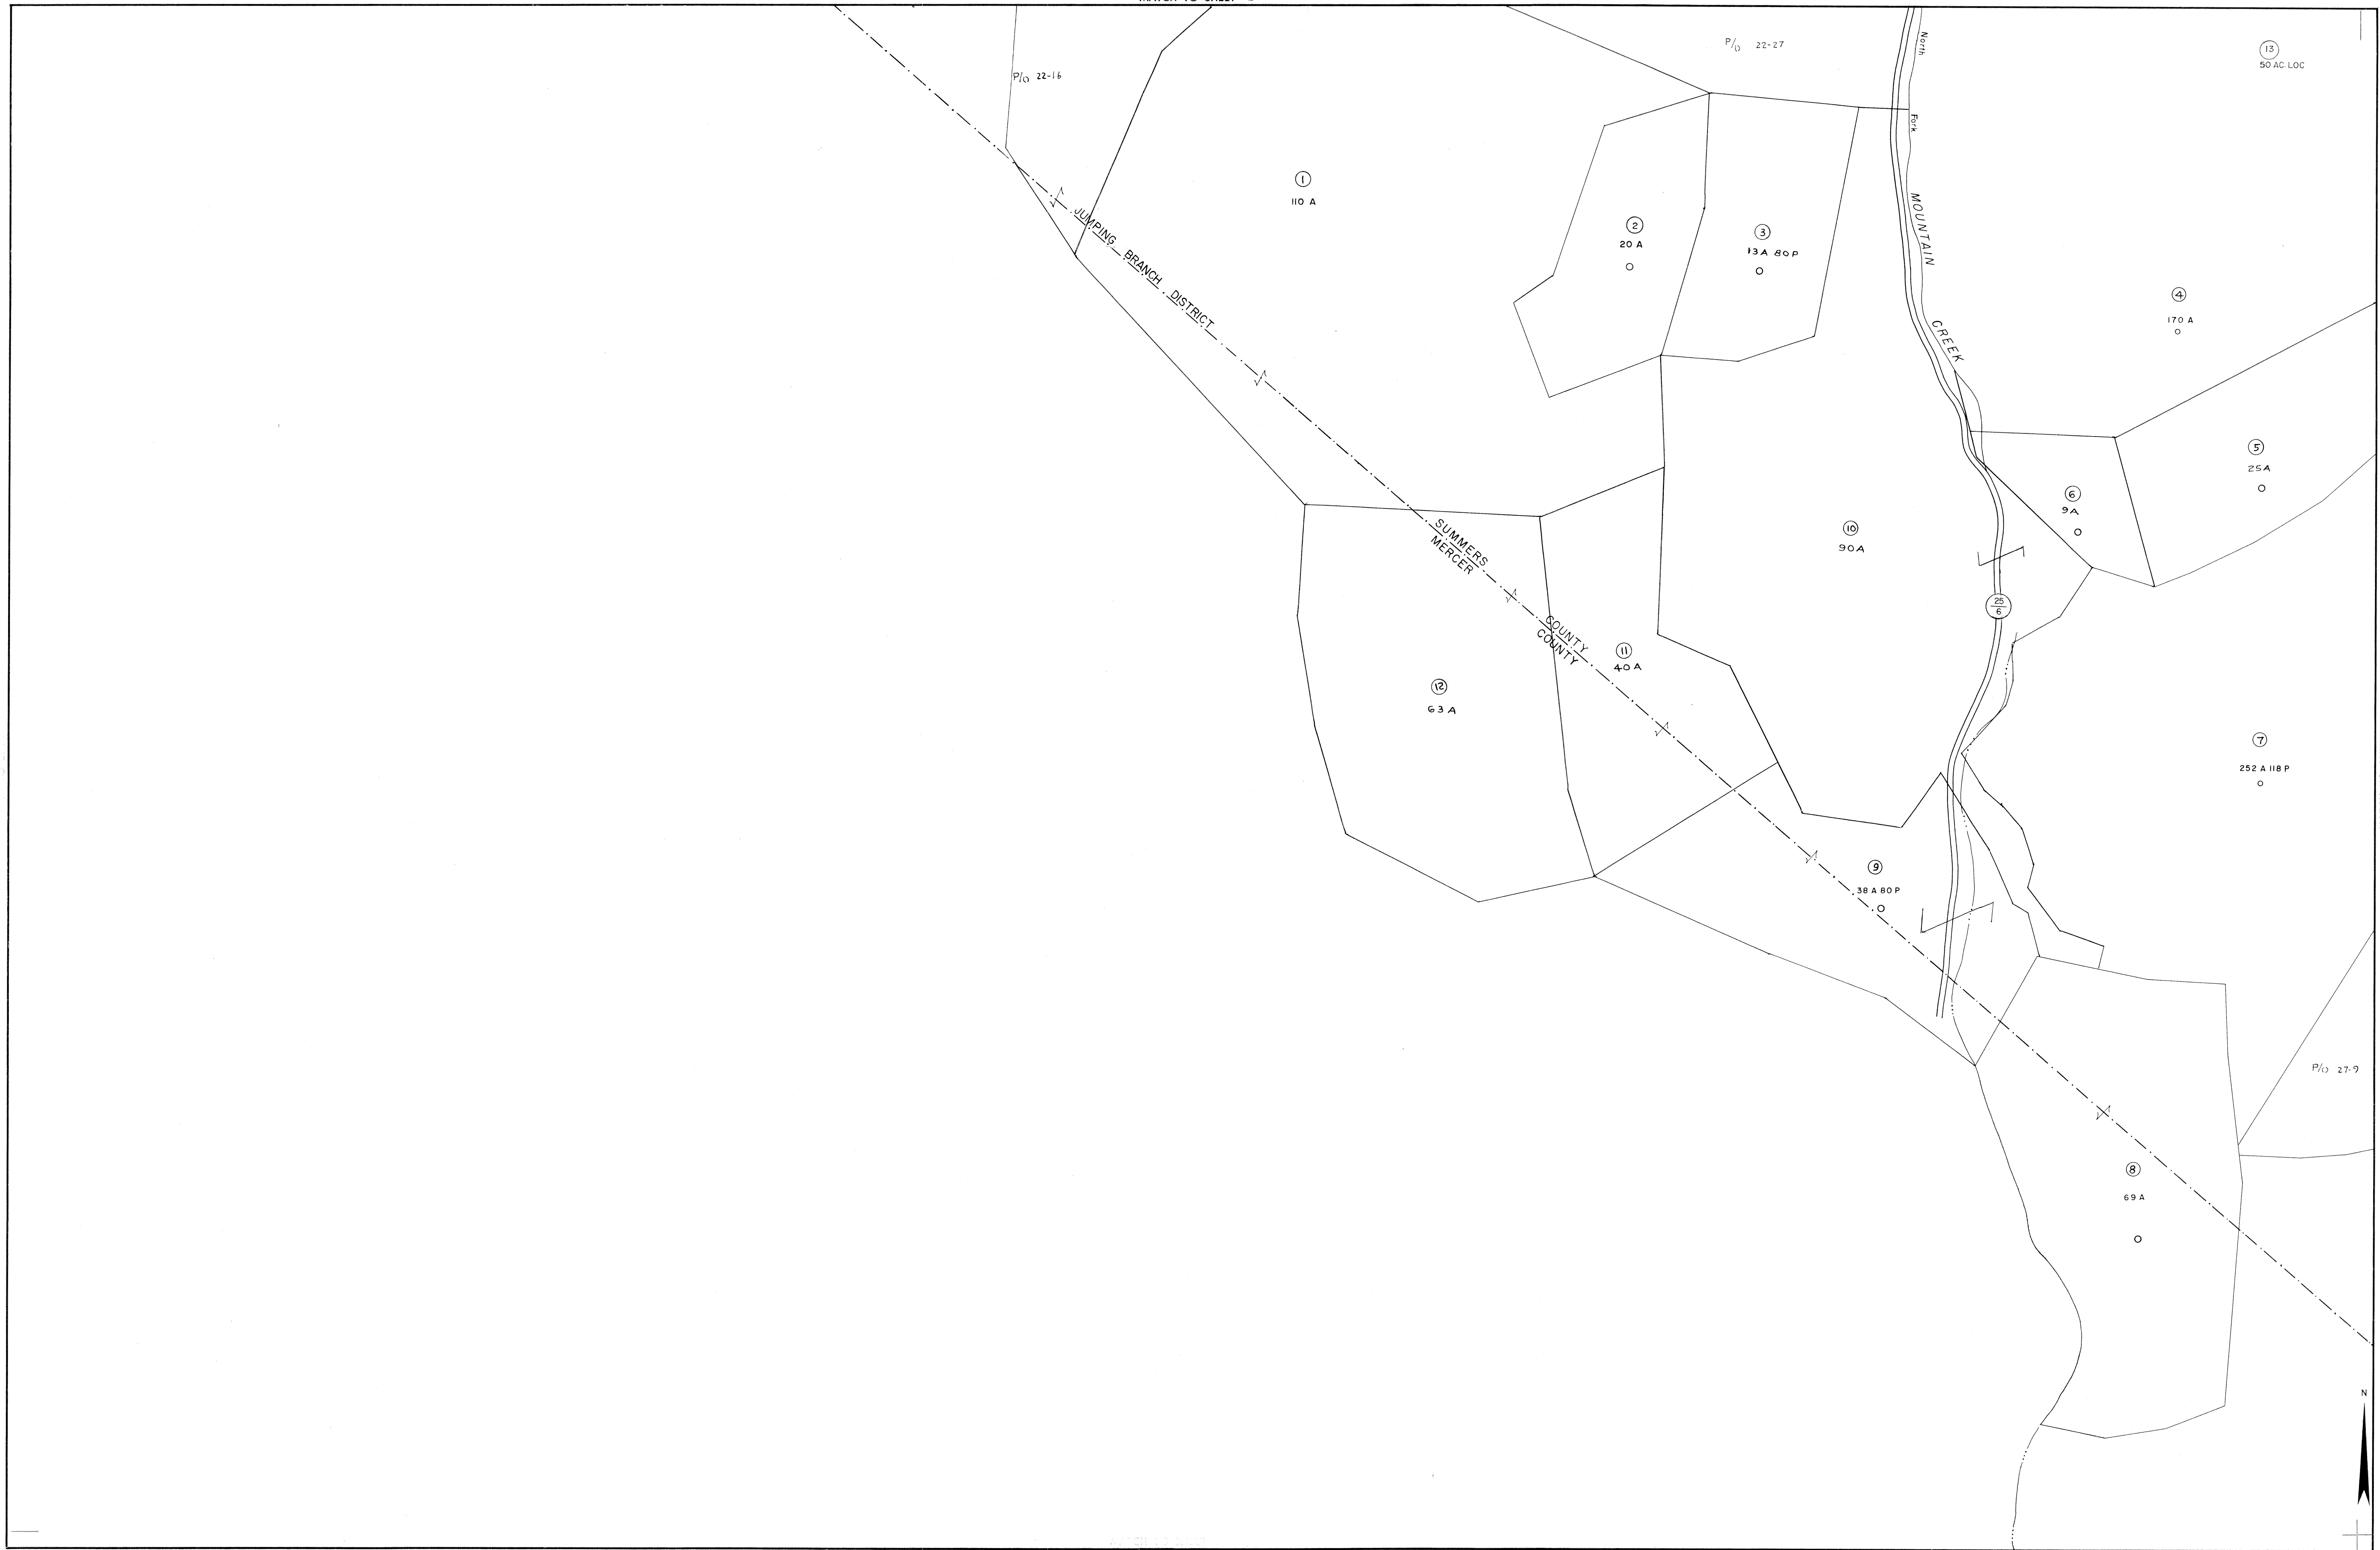 P/O 22-16
P/O 22-27
North
Fork
MOUNTAIN
CREEK
13
50 AC. LOC
1
110 A
2
20 A
3
13 A 80 P
4
170 A
JUMPING BRANCH DISTRICT
5
25 A
6
9 A
10
90 A
SUMMERS COUNTY
MERCER COUNTY
25
6
11
40 A
12
63 A
7
252 A 118 P
9
38 A 80 P
P/O 27-9
8
69 A
N